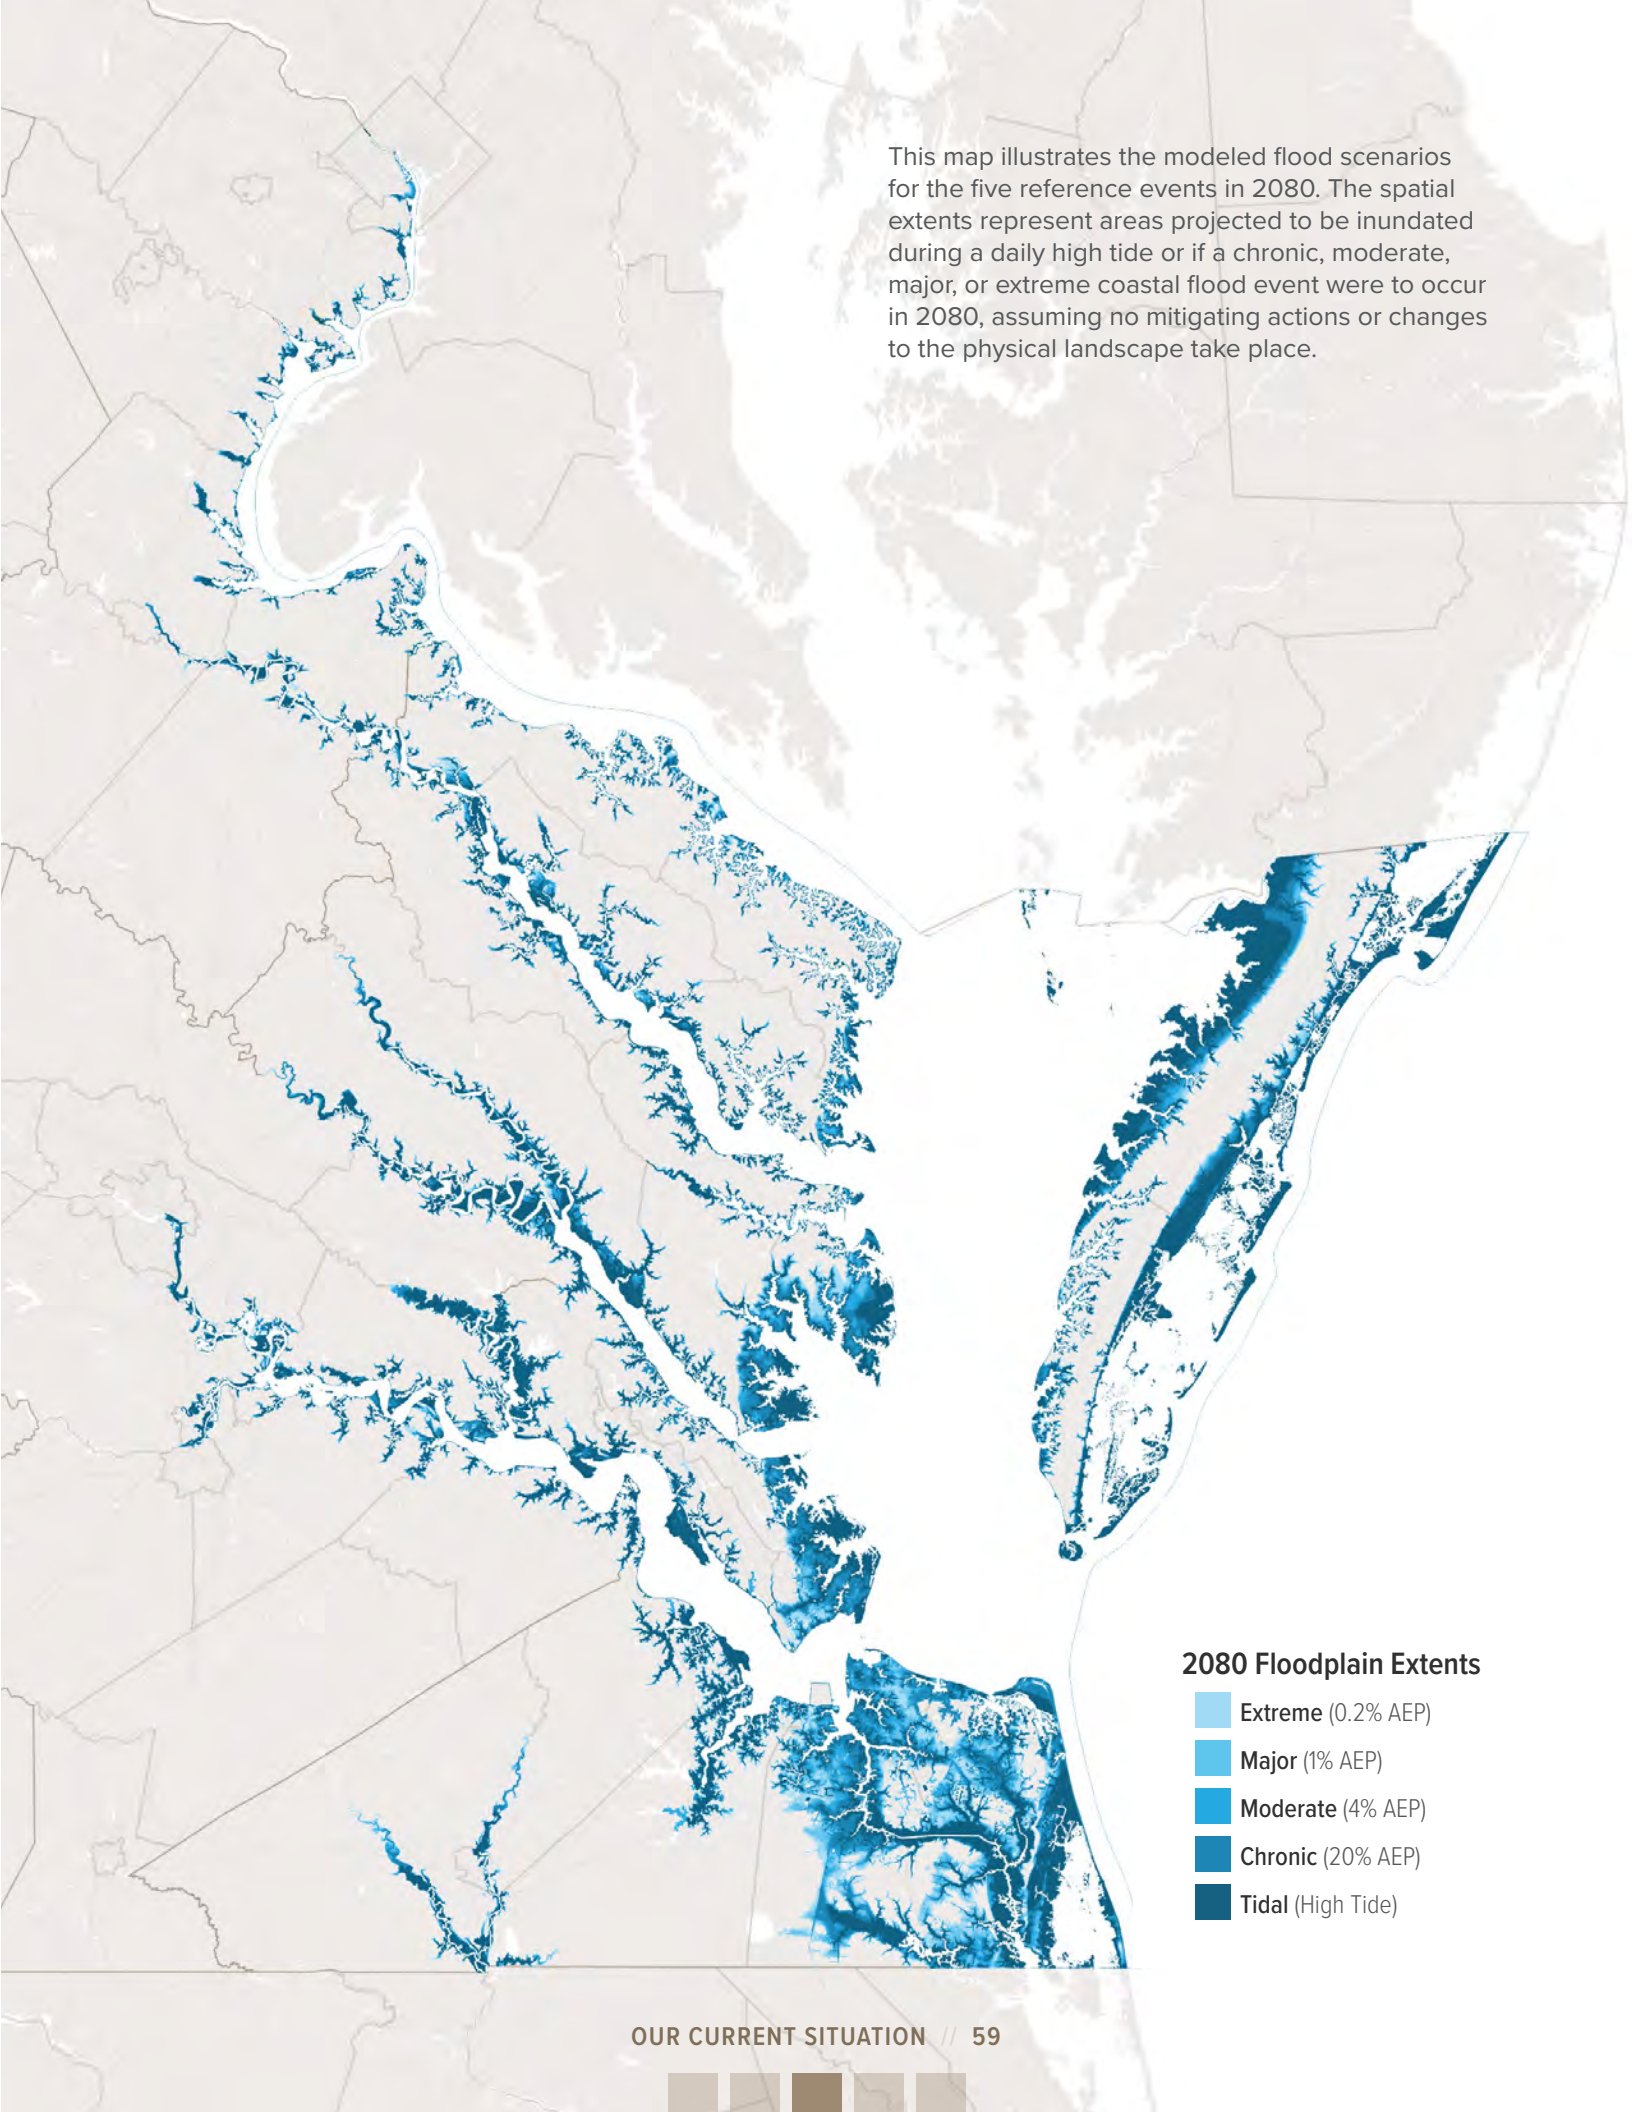 This map illustrates the modeled flood scenarios
for the five reference events in 2080. The spatial
extents represent areas projected to be inundated
during a daily high tide or if a chronic, moderate,
major, or extreme coastal flood event were to occur
in 2080, assuming no mitigating actions or changes
to the physical landscape take place.
2080 Floodplain Extents
Extreme (0.2% AEP)
Major (1% AEP)
Moderate (4% AEP)
Chronic (20% AEP)
Tidal (High Tide)
OUR CURRENT SITUATION // 59